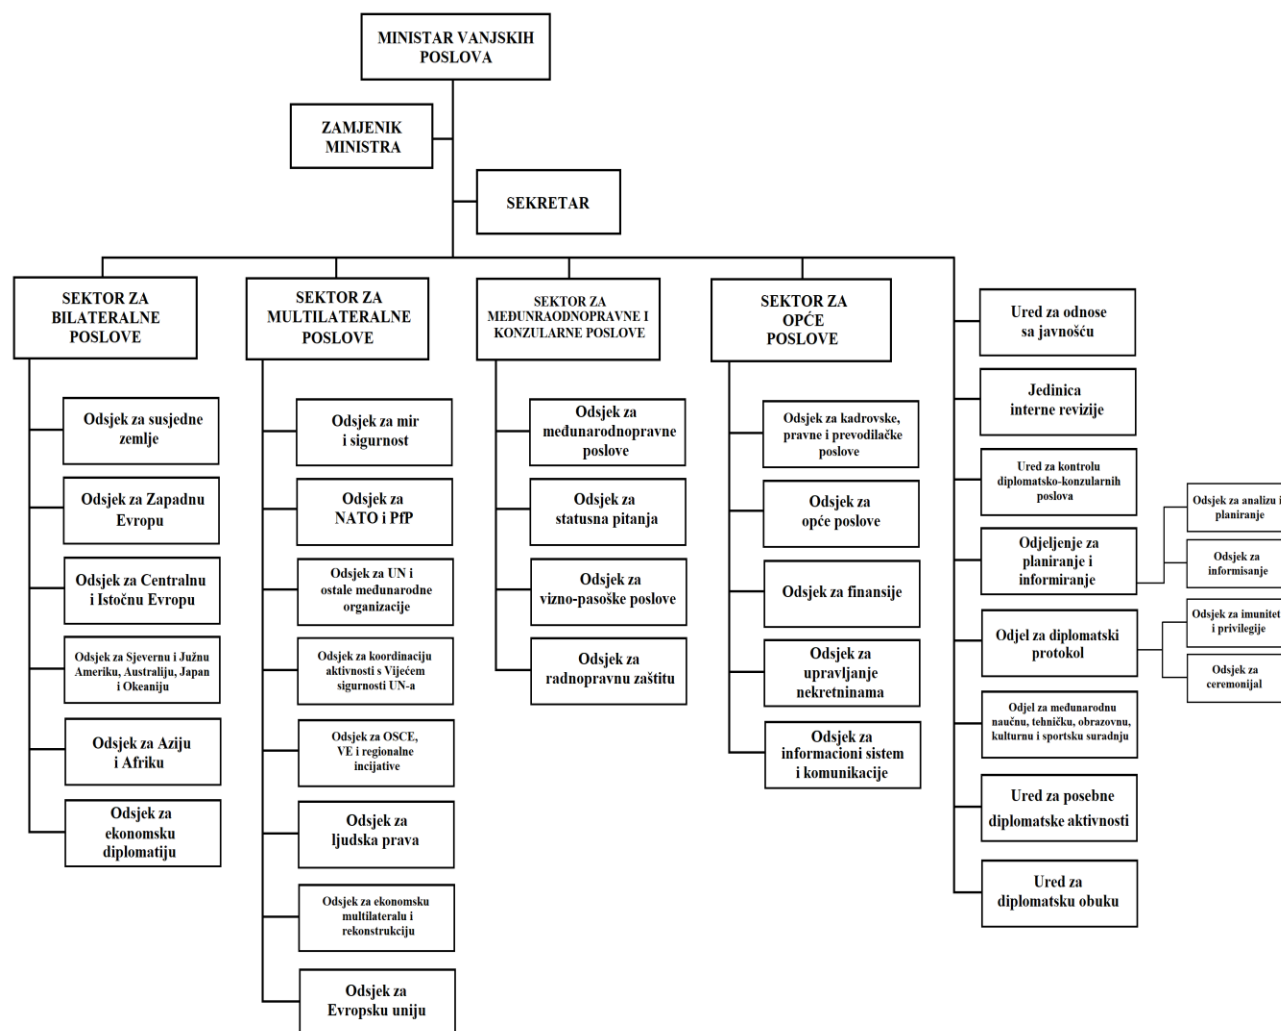 MINISTAR VANJSKIH
POSLOVA
ZAMJENIK
MINISTRA
SEKRETAR
SEKTOR ZA
BILATERALNE
POSLOVE
Odsjek za susjedne
zemlje
Odsjek za Zapadnu
Evropu
Odsjek za Centralnu
i Istočnu Evropu
Odsjek za Sjevernu i Južnu
Ameriku, Australiju, Japan
i Okeaniju
Odsjek za Aziju
i Afriku
Odsjek za
ekonomsku
diplomatiju
SEKTOR ZA
MULTILATERALNE
POSLOVE
Odsjek za mir
i sigurnost
Odsjek za
NATO i PfP
Odsjek za UN i
ostale međunarodne
organizacije
Odsjek za koordinaciju
aktivnosti s Vijećem
sigurnosti UN-a
Odsjek za OSCE,
VE i regionalne
incijative
Odsjek za
ljudska prava
Odsjek za ekonomsku
multilateralu i
rekonstrukciju
Odsjek za
Evropsku uniju
SEKTOR ZA
MEĐUNRAODNOPRAVNE I
KONZULARNE POSLOVE
Odsjek za
međunarodnopravne
poslove
Odsjek za
statusna pitanja
Odsjek za
vizno-pasoške poslove
Odsjek za
radnopravnu zaštitu
SEKTOR ZA
OPĆE
POSLOVE
Odsjek za kadrovske,
pravne i prevodilačke
poslove
Odsjek za
opće poslove
Odsjek za finansije
Odsjek za
upravljanje
nekretninama
Odsjek za
informacioni sistem
i komunikacije
Ured za odnose
sa javnošću
Jedinica
interne revizije
Ured za kontrolu
diplomatsko-konzularnih
poslova
Odjeljenje za
planiranje i
informiranje
Odsjek za analizu i
planiranje
Odsjek za
informisanje
Odjel za diplomatski
protokol
Odsjek za imunitet
i privilegije
Odsjek za
ceremonijal
Odjel za međunarodnu
naučnu, tehničku, obrazovnu,
kulturnu i sportsku suradnju
Ured za posebne
diplomatske aktivnosti
Ured za
diplomatsku obuku